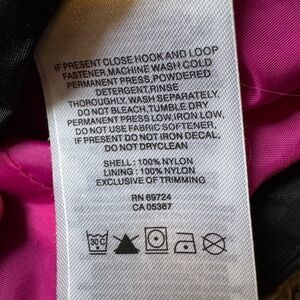 IF PRESENT CLOSE HOOK AND LOOP
FASTENER,MACHINE WASH COLD
PERMANENT PRESS,POWDERED
DETERGENT,RINSE
THOROUGHLY, WASH SEPARATELY,
DO NOT BLEACH,TUMBLE DRY
PERMANENT PRESS LOW,IRON LOW,
DO NOT USE FABRIC SOFTENER,
IF PRESENT DO NOT IRON DECAL,
DO NOT DRYCLEAN
SHELL : 100% NYLON
LINING : 100% NYLON
EXCLUSIVE OF TRIMMING
RN 69724
CA 05367
30°C